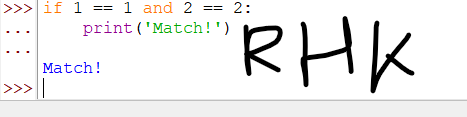 >>> if 1 == 1 and 2 == 2:
...     print('Match!')
...
Match!
>>>
RHK